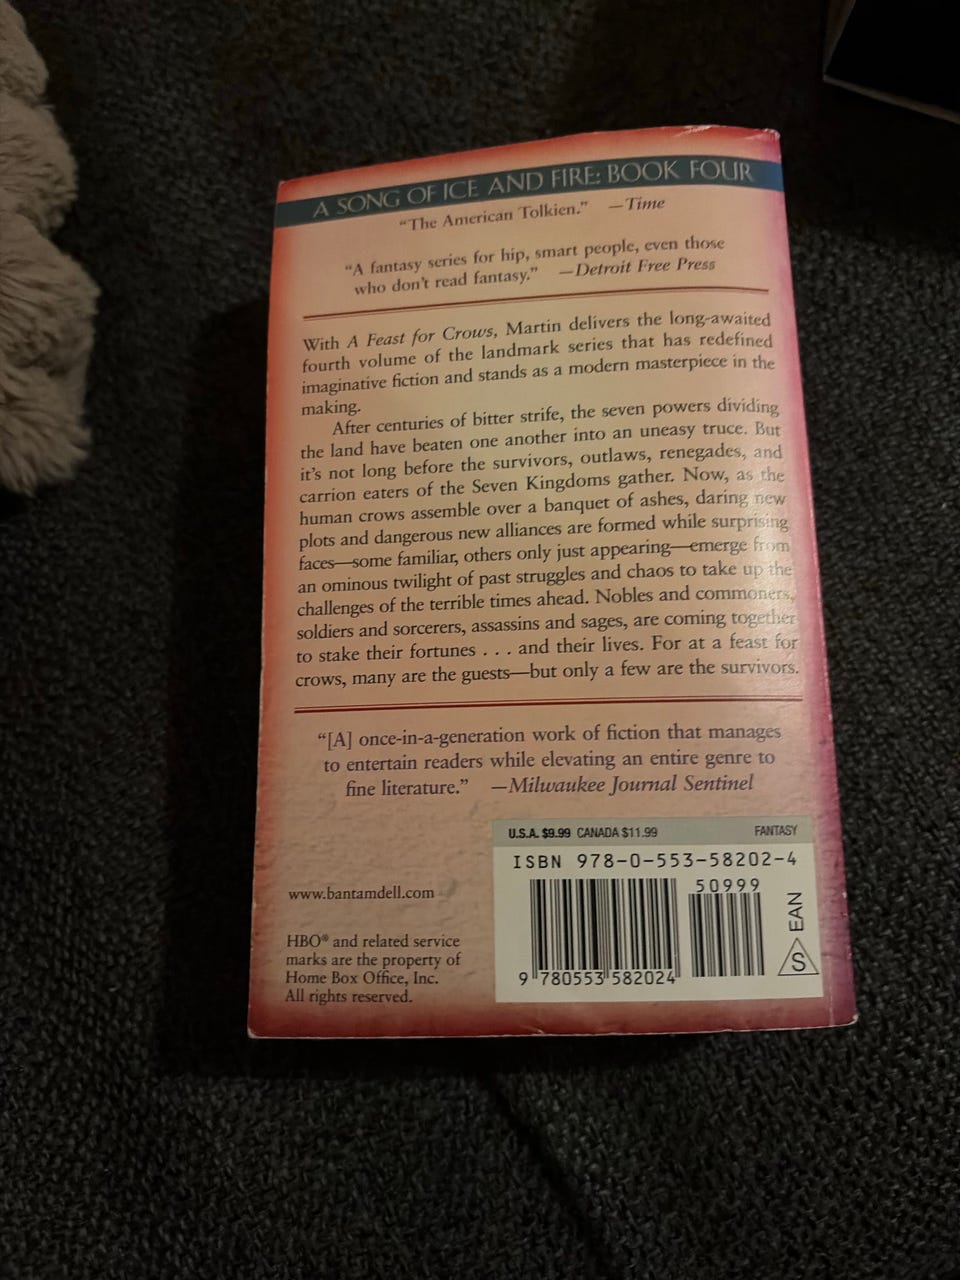 A SONG OF ICE AND FIRE: BOOK FOUR
“The American Tolkien.” —Time
“A fantasy series for hip, smart people, even those
who don’t read fantasy.” —Detroit Free Press
With A Feast for Crows, Martin delivers the long-awaited
fourth volume of the landmark series that has redefined
imaginative fiction and stands as a modern masterpiece in the
making.
After centuries of bitter strife, the seven powers dividing
the land have beaten one another into an uneasy truce. But
it’s not long before the survivors, outlaws, renegades, and
carrion eaters of the Seven Kingdoms gather. Now, as the
human crows assemble over a banquet of ashes, daring new
plots and dangerous new alliances are formed while surprising
faces—some familiar, others only just appearing—emerge from
an ominous twilight of past struggles and chaos to take up the
challenges of the terrible times ahead. Nobles and commoners,
soldiers and sorcerers, assassins and sages, are coming together
to stake their fortunes . . . and their lives. For at a feast for
crows, many are the guests—but only a few are the survivors.
“[A] once-in-a-generation work of fiction that manages
to entertain readers while elevating an entire genre to
fine literature.” —Milwaukee Journal Sentinel
U.S.A. $9.99 CANADA $11.99 FANTASY
ISBN 978-0-553-58202-4
50999
9 780553 582024
EAN
S
www.bantamdell.com
HBO® and related service
marks are the property of
Home Box Office, Inc.
All rights reserved.